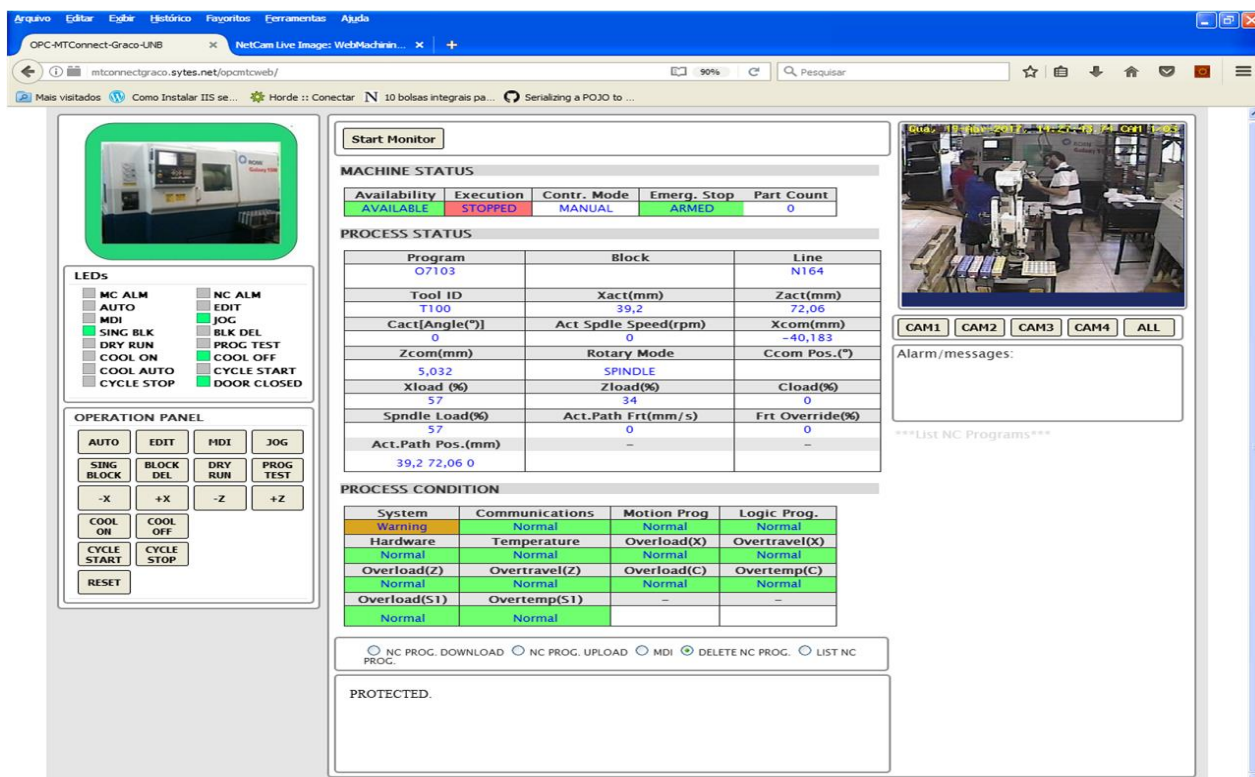 Arquivo Editar Exibir Histórico Favoritos Ferramentas Ajuda
OPC-MTConnect-Graco-UNB
NetCam Live Image: WebMachinin...
mtconnectgraco.sytes.net/opcmtcweb/
90%
Pesquisar
Mais visitados Como Instalar IIS se... Horde :: Conectar 10 bolsas integrais pa... Serializing a POJO to ...
ROMI
Galaxy
LEDs
MC ALM NC ALM
AUTO EDIT
MDI JOG
SING BLK BLK DEL
DRY RUN PROG TEST
COOL ON COOL OFF
COOL AUTO CYCLE START
CYCLE STOP DOOR CLOSED
OPERATION PANEL
AUTO EDIT MDI JOG
SING BLOCK BLOCK DEL DRY RUN PROG TEST
-X +X -Z +Z
COOL ON COOL OFF
CYCLE START CYCLE STOP
RESET
Start Monitor
MACHINE STATUS
Availability Execution Contr. Mode Emerg. Stop Part Count
AVAILABLE STOPPED MANUAL ARMED 0
PROCESS STATUS
Program Block Line
O7103 N164
Tool ID Xact(mm) Zact(mm)
T100 39,2 72,06
Cact[Angle(º)] Act Spdle Speed(rpm) Xcom(mm)
0 0 -40,183
Zcom(mm) Rotary Mode Ccom Pos.(º)
5,032 SPINDLE
Xload (%) Zload(%) Cload(%)
57 34 0
Spndle Load(%) Act.Path Frt(mm/s) Frt Override(%)
57 0 0
Act.Path Pos.(mm) - -
39,2 72,06 0
PROCESS CONDITION
System Communications Motion Prog Logic Prog.
Warning Normal Normal Normal
Hardware Temperature Overload(X) Overtravel(X)
Normal Normal Normal Normal
Overload(Z) Overtravel(Z) Overload(C) Overtemp(C)
Normal Normal Normal Normal
Overload(S1) Overtemp(S1) - -
Normal Normal
NC PROG. DOWNLOAD NC PROG. UPLOAD MDI DELETE NC PROG. LIST NC
PROG.
PROTECTED.
CAM1 CAM2 CAM3 CAM4 ALL
Alarm/messages:
***List NC Programs***